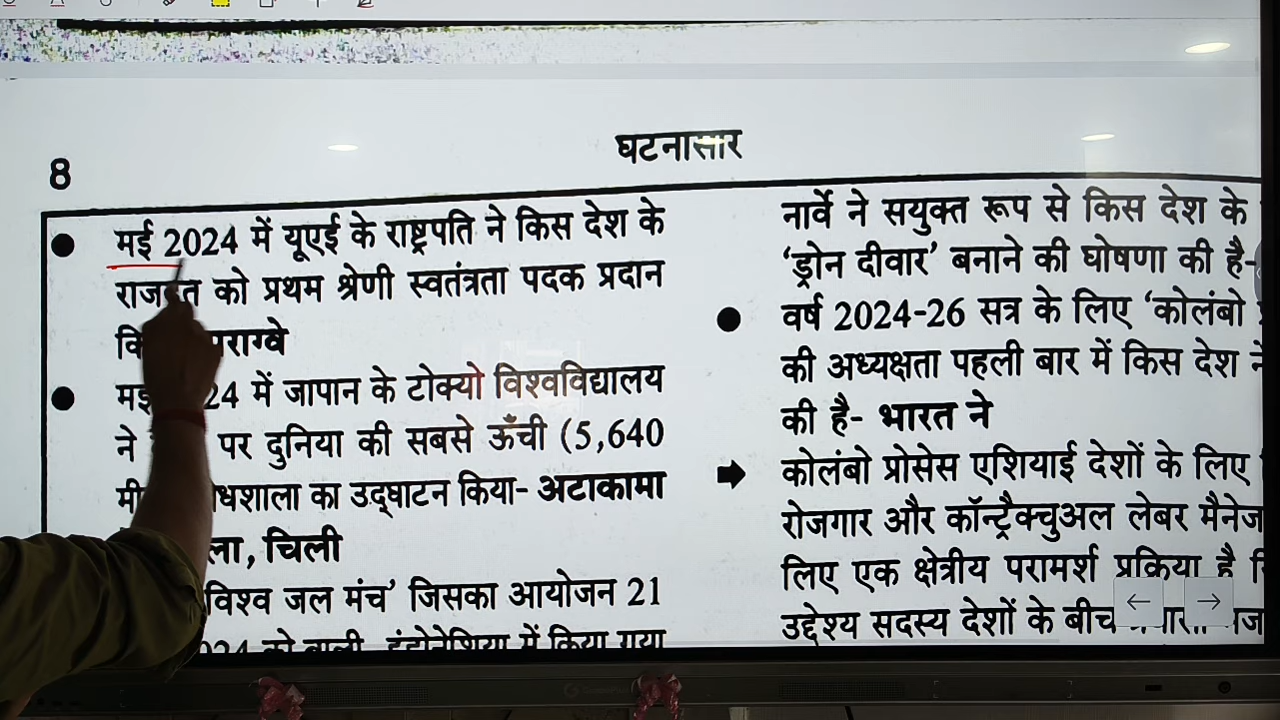 8
घटनासार
● मई 2024 में यूएई के राष्ट्रपति ने किस देश के
को प्रथम श्रेणी स्वतंत्रता पदक प्रदान
पराग्वे
● 24 में जापान के टोक्यो विश्वविद्यालय
ने पर दुनिया की सबसे ऊँची (5,640
का उद्घाटन किया- अटाकामा
चिली
विश्व जल मंच’ जिसका आयोजन 21
को बाली, इंडोनेशिया में किया गया
नार्वे ने सयुक्त रूप से किस देश के
‘ड्रोन दीवार’ बनाने की घोषणा की है-
● वर्ष 2024-26 सत्र के लिए ‘कोलंबो
की अध्यक्षता पहली बार में किस देश ने
की है- भारत ने
➡ कोलंबो प्रोसेस एशियाई देशों के लिए
रोजगार और कॉन्ट्रैक्चुअल लेबर
लिए एक क्षेत्रीय परामर्श प्रक्रिया है
उद्देश्य सदस्य देशों के बीच